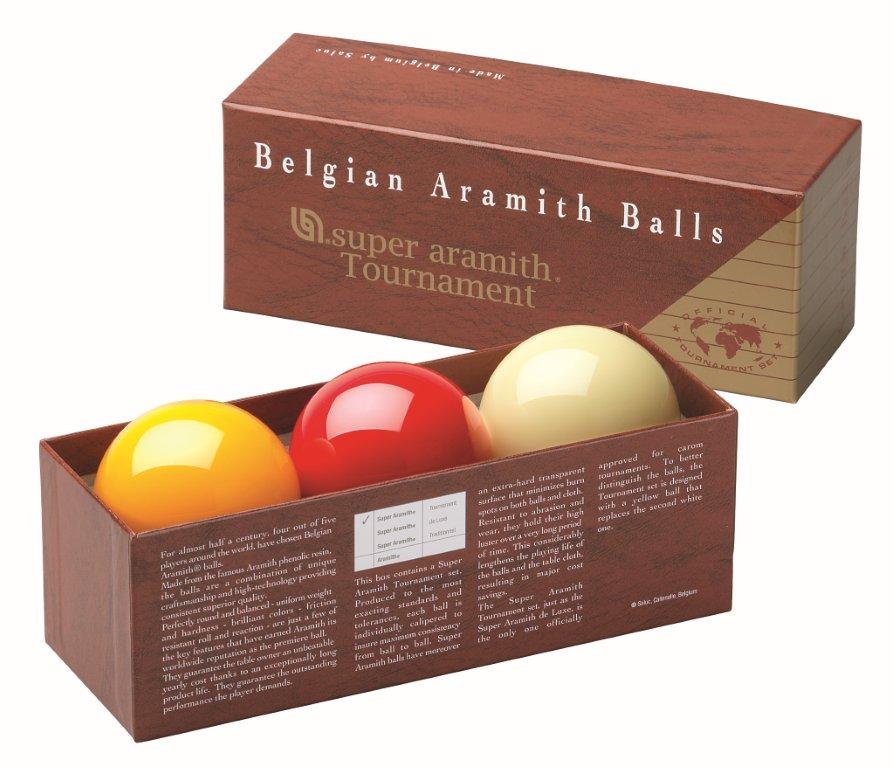 Made in Belgium by Saluc
Belgian Aramith Balls
super aramith®
Tournament
OFFICIAL
TOURNAMENT SET
For almost half a century, four out of five
players around the world, have chosen Belgian
Aramith® balls.
Made from the famous Aramith phenolic resin,
the balls are a combination of unique
craftsmanship and high-technology providing
consistent superior quality.
Perfectly round and balanced - uniform weight
and hardness - brilliant colors - friction
resistant roll and reaction - are just a few of
the key features that have earned Aramith its
worldwide reputation as the premiere ball.
They guarantee the table owner an unbeatable
yearly cost thanks to an exceptionally long
product life. They guarantee the outstanding
performance the player demands.
✓ Super Aramith® Tournament
Super Aramith® de Luxe
Super Aramith® Traditional
Aramith®
This box contains a Super
Aramith Tournament set.
Produced to the most
exacting standards and
tolerances, each ball is
individually calipered to
insure maximum consistency
from ball to ball. Super
Aramith balls have moreover
an extra-hard transparent
surface that minimizes burn
spots on both balls and cloth.
Resistant to abrasion and
wear, they hold their high
luster over a very long period
of time. This considerably
lengthens the playing life of
the balls and the table cloth,
resulting in major cost
savings.
The Super Aramith
Tournament set, just as the
Super Aramith de Luxe, is
the only one officially
approved for carom
tournaments. To better
distinguish the balls, the
Tournament set is designed
with a yellow ball that
replaces the second white
one.
© Saluc, Callenelle, Belgium